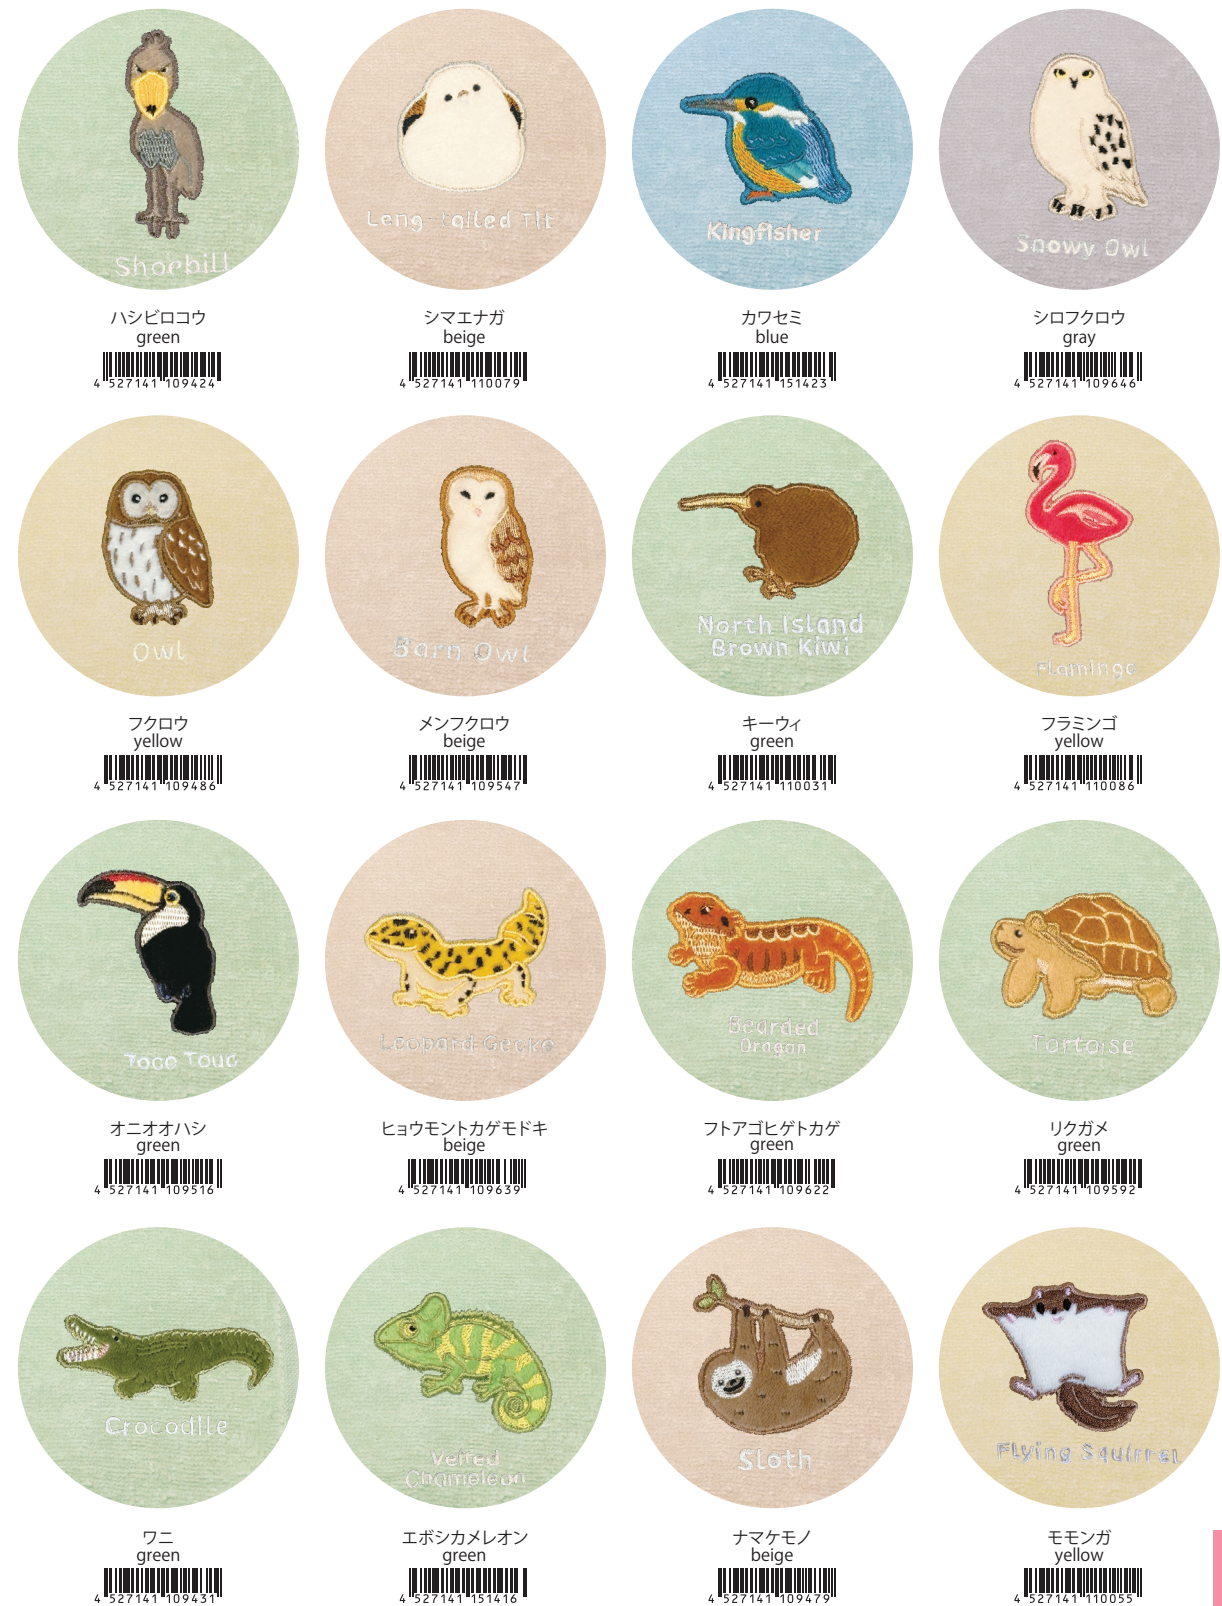 Shoebill
Long Tailed Tit
Kingfisher
Snowy Owl
ハシビロコウ
シマエナガ
カワセミ
シロフクロウ
green
beige
blue
gray
4 527141 109424
4 527141 110079
4 527141 151423
4 527141 109646
Owl
Barn Owl
North Island
Brown Kiwi
Flamingo
フクロウ
メンフクロウ
キーウィ
フラミンゴ
yellow
beige
green
yellow
4 527141 109486
4 527141 109547
4 527141 110031
4 527141 110086
Toco Touc
Leopard Gecko
Bearded
Dragon
Tortoise
オニオオハシ
ヒョウモントカゲモドキ
フトアゴヒゲトカゲ
リクガメ
green
beige
green
green
4 527141 109516
4 527141 109639
4 527141 109622
4 527141 109592
Crocodile
Veiled
Chameleon
Sloth
Flying Squirrel
ワニ
エボシカメレオン
ナマケモノ
モモンガ
green
green
beige
yellow
4 527141 109431
4 527141 151416
4 527141 109479
4 527141 110055